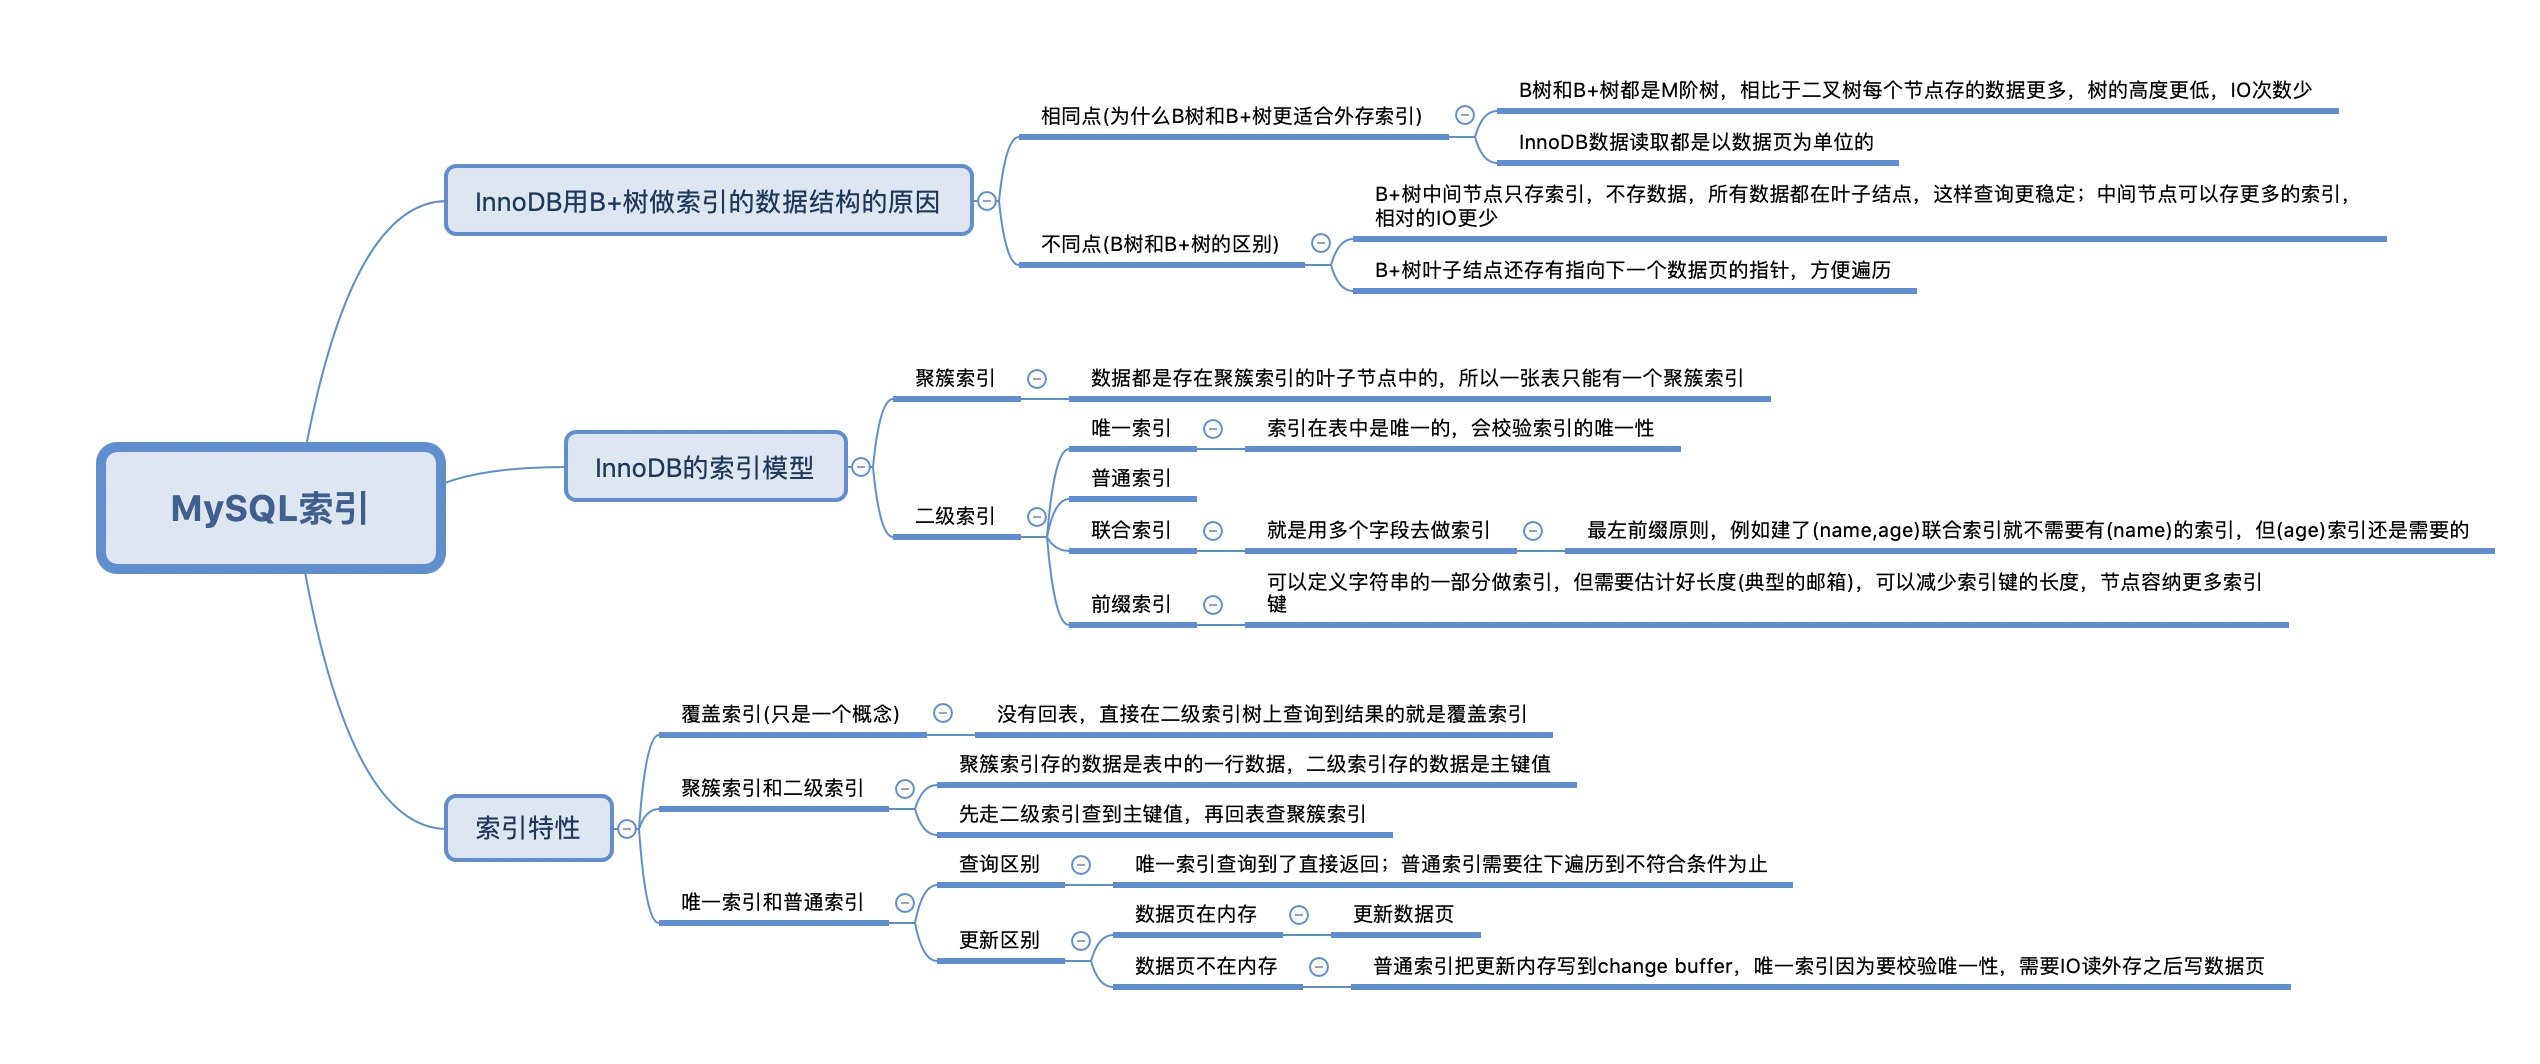 MySQL索引
InnoDB用B+树做索引的数据结构的原因
相同点(为什么B树和B+树更适合外存索引)
B树和B+树都是M阶树，相比于二叉树每个节点存的数据更多，树的高度更低，IO次数少
InnoDB数据读取都是以数据页为单位的
不同点(B树和B+树的区别)
B+树中间节点只存索引，不存数据，所有数据都在叶子结点，这样查询更稳定；中间节点可以存更多的索引，
相对的IO更少
B+树叶子结点还存有指向下一个数据页的指针，方便遍历
InnoDB的索引模型
聚簇索引
数据都是存在聚簇索引的叶子节点中的，所以一张表只能有一个聚簇索引
二级索引
唯一索引
索引在表中是唯一的，会校验索引的唯一性
普通索引
联合索引
就是用多个字段去做索引
最左前缀原则，例如建了(name,age)联合索引就不需要有(name)的索引，但(age)索引还是需要的
前缀索引
可以定义字符串的一部分做索引，但需要估计好长度(典型的邮箱)，可以减少索引键的长度，节点容纳更多索引
键
索引特性
覆盖索引(只是一个概念)
没有回表，直接在二级索引树上查询到结果的就是覆盖索引
聚簇索引和二级索引
聚簇索引存的数据是表中的一行数据，二级索引存的数据是主键值
先走二级索引查到主键值，再回表查聚簇索引
唯一索引和普通索引
查询区别
唯一索引查询到了直接返回；普通索引需要往下遍历到不符合条件为止
更新区别
数据页在内存
更新数据页
数据页不在内存
普通索引把更新内存写到change buffer，唯一索引因为要校验唯一性，需要IO读外存之后写数据页